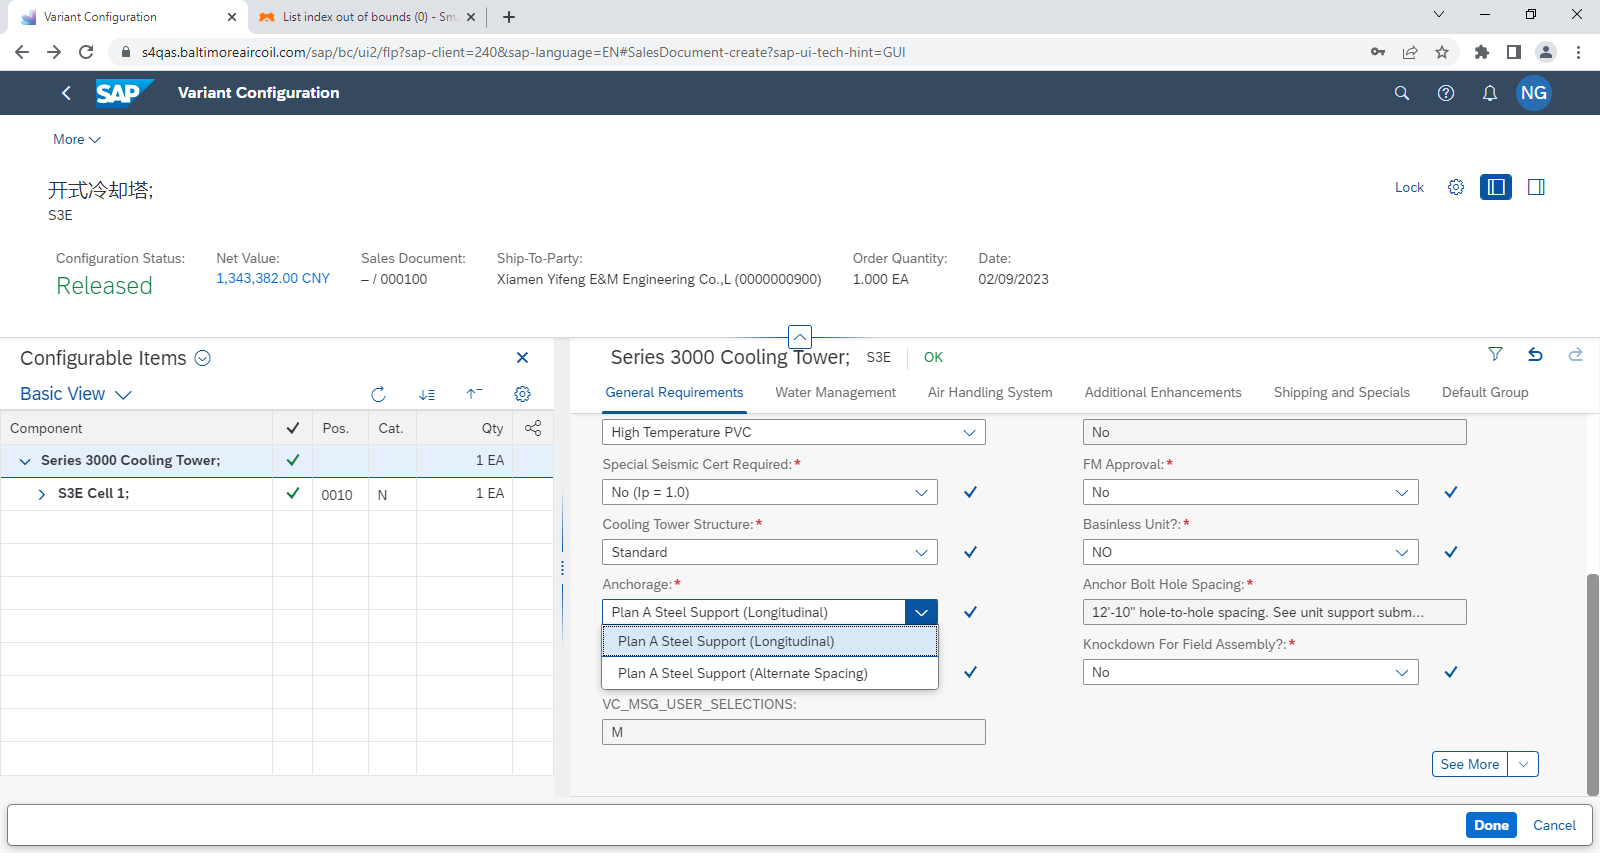 Variant Configuration
List index out of bounds (0) - Sm
s4qas.baltimoreaircoil.com/sap/bc/ui2/flp?sap-client=240&sap-language=EN#SalesDocument-create?sap-ui-tech-hint=GUI
SAP
Variant Configuration
NG
More
开式冷却塔;
S3E
Lock
Configuration Status:
Released
Net Value:
1,343,382.00 CNY
Sales Document:
– / 000100
Ship-To-Party:
Xiamen Yifeng E&M Engineering Co.,L (0000000900)
Order Quantity:
1.000 EA
Date:
02/09/2023
Configurable Items
Basic View
Component Pos. Cat. Qty
Series 3000 Cooling Tower; 1 EA
S3E Cell 1; 0010 N 1 EA
Series 3000 Cooling Tower; S3E OK
General Requirements Water Management Air Handling System Additional Enhancements Shipping and Specials Default Group
High Temperature PVC
No
Special Seismic Cert Required:*
No (Ip = 1.0)
FM Approval:*
No
Cooling Tower Structure:*
Standard
Basinless Unit?:*
NO
Anchorage:*
Plan A Steel Support (Longitudinal)
Plan A Steel Support (Longitudinal)
Plan A Steel Support (Alternate Spacing)
Anchor Bolt Hole Spacing:*
12'-10" hole-to-hole spacing. See unit support subm...
Knockdown For Field Assembly?:*
No
VC_MSG_USER_SELECTIONS:
M
See More
Done
Cancel